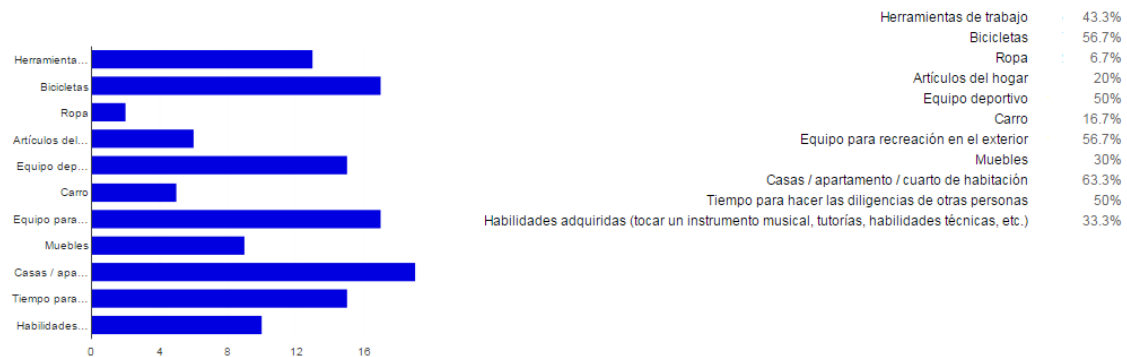 Herramienta...
Bicicletas
Ropa
Artículos del...
Equipo dep...
Carro
Equipo para...
Muebles
Casas / apa...
Tiempo para...
Habilidades...
0 4 8 12 16
Herramientas de trabajo 43.3%
Bicicletas 56.7%
Ropa 6.7%
Artículos del hogar 20%
Equipo deportivo 50%
Carro 16.7%
Equipo para recreación en el exterior 56.7%
Muebles 30%
Casas / apartamento / cuarto de habitación 63.3%
Tiempo para hacer las diligencias de otras personas 50%
Habilidades adquiridas (tocar un instrumento musical, tutorías, habilidades técnicas, etc.) 33.3%